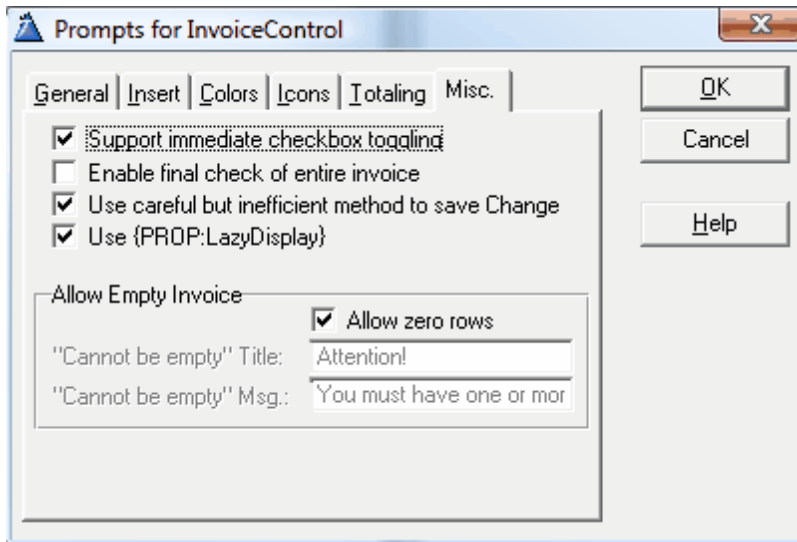 Prompts for InvoiceControl
General Insert Colors Icons Totaling Misc.
OK
Support immediate checkbox toggling
Cancel
Enable final check of entire invoice
Use careful but inefficient method to save Change
Help
Use {PROP:LazyDisplay}
Allow Empty Invoice
Allow zero rows
"Cannot be empty" Title: Attention!
"Cannot be empty" Msg.: You must have one or mor